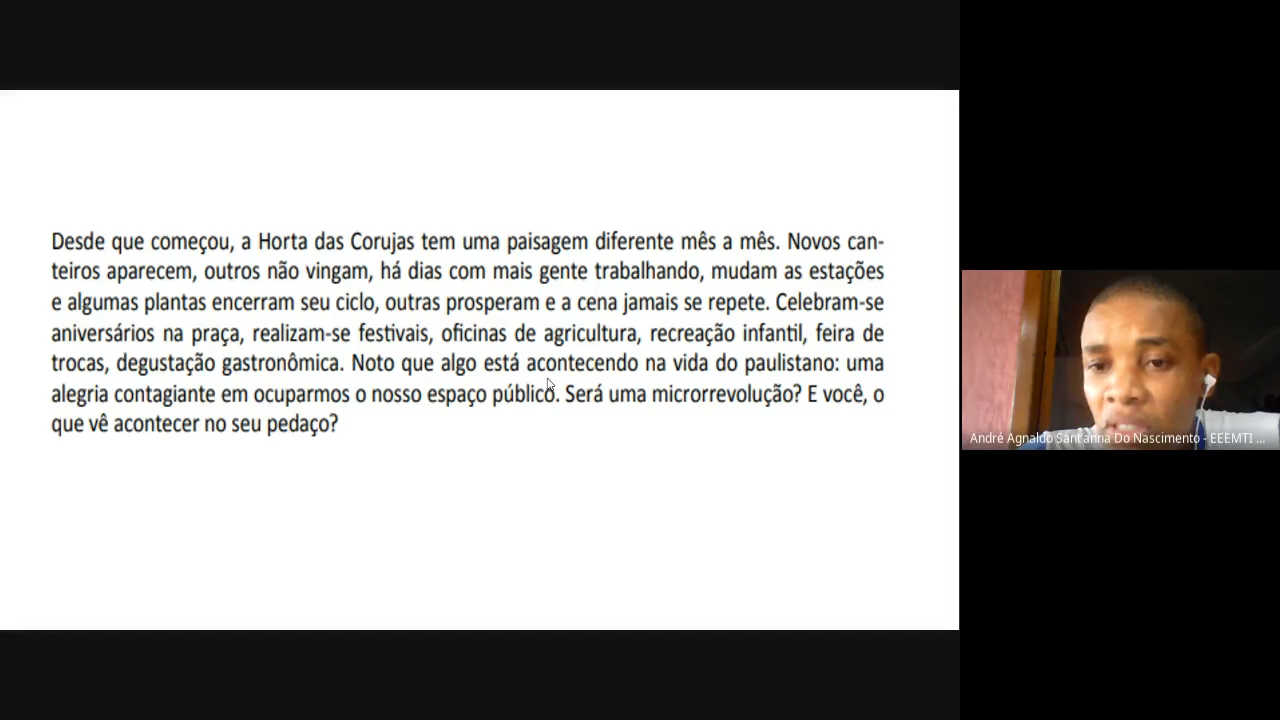 Desde que começou, a Horta das Corujas tem uma paisagem diferente mês a mês. Novos can-
teiros aparecem, outros não vingam, há dias com mais gente trabalhando, mudam as estações
e algumas plantas encerram seu ciclo, outras prosperam e a cena jamais se repete. Celebram-se
aniversários na praça, realizam-se festivais, oficinas de agricultura, recreação infantil, feira de
trocas, degustação gastronômica. Noto que algo está acontecendo na vida do paulistano: uma
alegria contagiante em ocuparmos o nosso espaço público. Será uma microrrevolução? E você, o
que vê acontecer no seu pedaço?
André Agnaldo Sant'anna Do Nascimento - EEEMTI ...